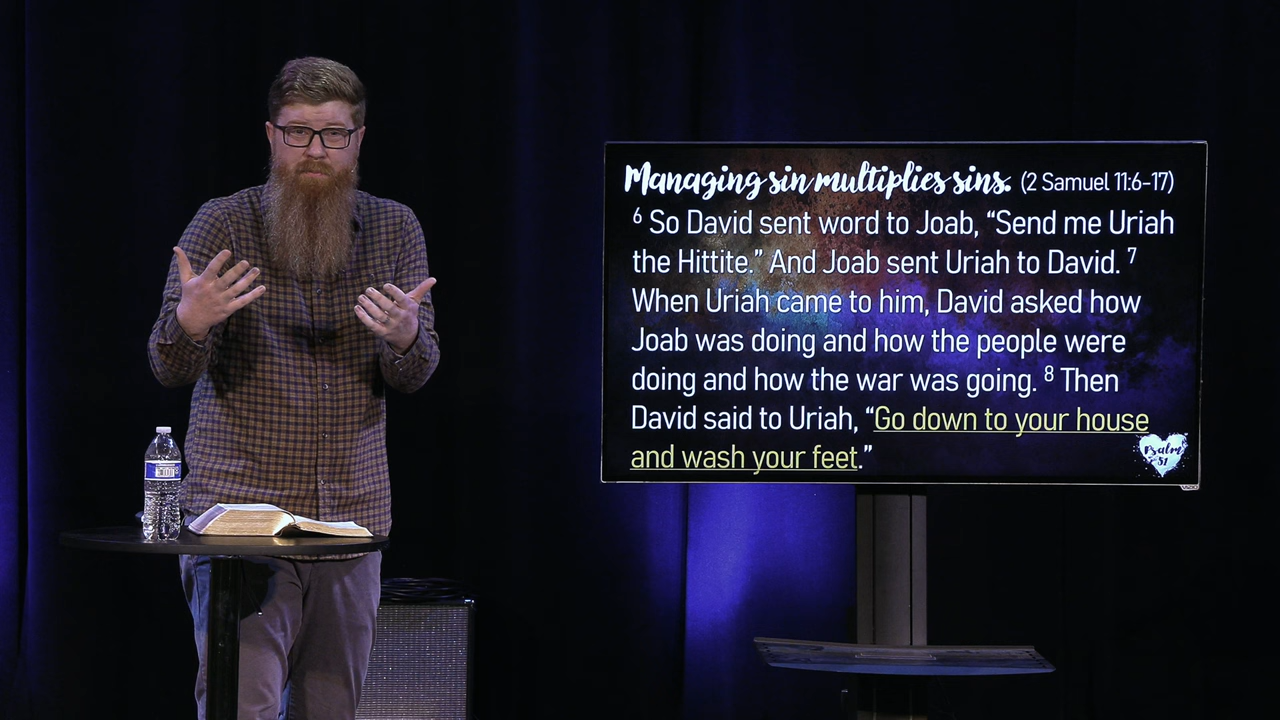 Managing sin multiplies sins. (2 Samuel 11:6-17)
6 So David sent word to Joab, “Send me Uriah
the Hittite.” And Joab sent Uriah to David. 7
When Uriah came to him, David asked how
Joab was doing and how the people were
doing and how the war was going. 8 Then
David said to Uriah, “Go down to your house
and wash your feet.”
Psalm
51